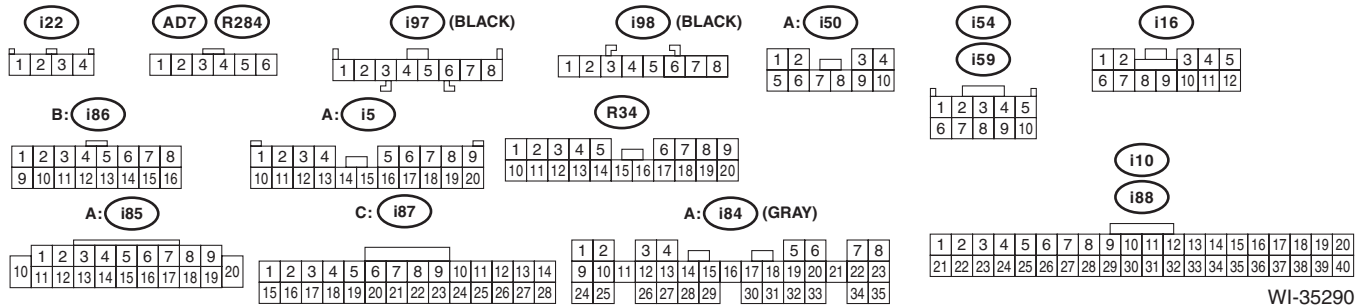 i22
AD7 R284
i97 (BLACK)
i98 (BLACK)
A: i50
i54
i59
i16
1 2 3 4
1 2 3 4 5 6
1 2 3 4 5 6 7 8
1 2 3 4 5 6 7 8
1 2 3 4
5 6 7 8 9 10
1 2 3 4 5
6 7 8 9 10
1 2 3 4 5
6 7 8 9 10 11 12
B: i86
A: i5
R34
i10
i88
1 2 3 4 5 6 7 8
9 10 11 12 13 14 15 16
1 2 3 4 5 6 7 8 9
10 11 12 13 14 15 16 17 18 19 20
1 2 3 4 5 6 7 8 9
10 11 12 13 14 15 16 17 18 19 20
A: i85
C: i87
A: i84 (GRAY)
1 2 3 4 5 6 7 8 9
10 11 12 13 14 15 16 17 18 19 20
1 2 3 4 5 6 7 8 9 10 11 12 13 14
15 16 17 18 19 20 21 22 23 24 25 26 27 28
1 2 3 4 5 6 7 8
9 10 11 12 13 14 15 16 17 18 19 20 21 22 23
24 25 26 27 28 29 30 31 32 33 34 35
1 2 3 4 5 6 7 8 9 10 11 12 13 14 15 16 17 18 19 20
21 22 23 24 25 26 27 28 29 30 31 32 33 34 35 36 37 38 39 40
WI-35290